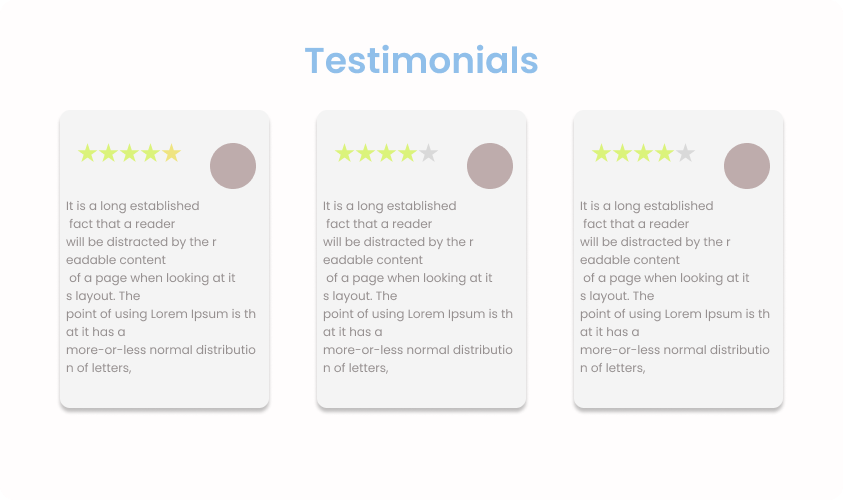 Testimonials
It is a long established
fact that a reader
will be distracted by the r
eadable content
of a page when looking at it
s layout. The
point of using Lorem Ipsum is th
at it has a
more-or-less normal distributio
n of letters,
It is a long established
fact that a reader
will be distracted by the r
eadable content
of a page when looking at it
s layout. The
point of using Lorem Ipsum is th
at it has a
more-or-less normal distributio
n of letters,
It is a long established
fact that a reader
will be distracted by the r
eadable content
of a page when looking at it
s layout. The
point of using Lorem Ipsum is th
at it has a
more-or-less normal distributio
n of letters,